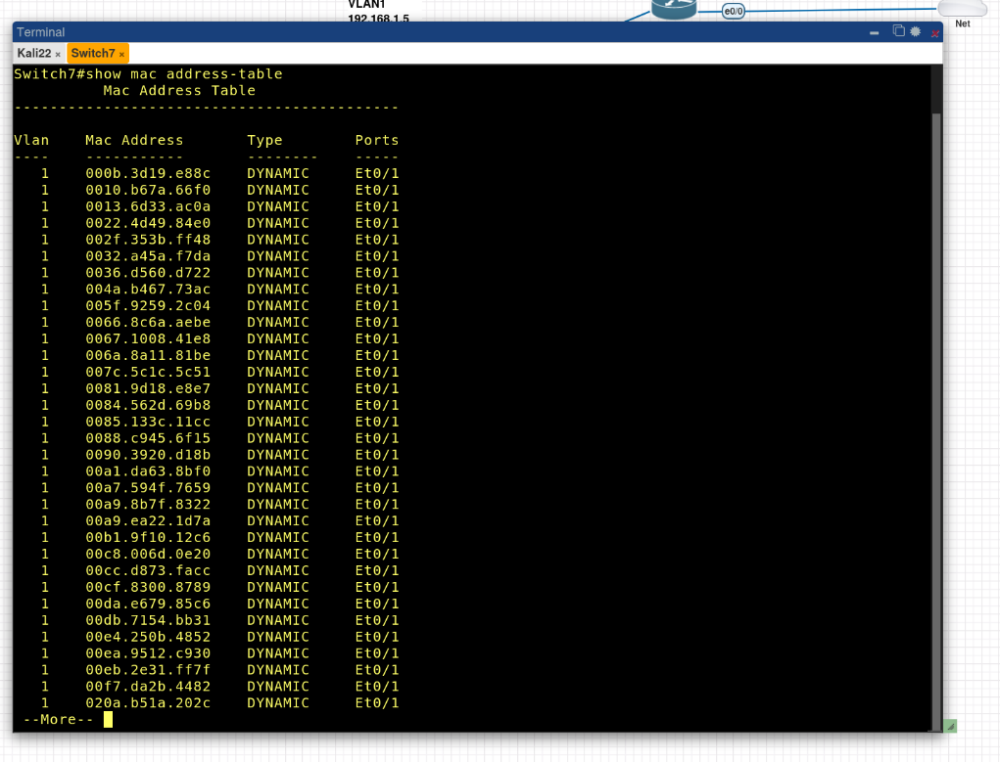 VLAN1
192.168.1.5
e0/0
Net
Terminal
Kali22 × Switch7 ×
Switch7#show mac address-table
Mac Address Table
-------------------------------------------
Vlan Mac Address Type Ports
---- ----------- -------- -----
1 000b.3d19.e88c DYNAMIC Et0/1
1 0010.b67a.66f0 DYNAMIC Et0/1
1 0013.6d33.ac0a DYNAMIC Et0/1
1 0022.4d49.84e0 DYNAMIC Et0/1
1 002f.353b.ff48 DYNAMIC Et0/1
1 0032.a45a.f7da DYNAMIC Et0/1
1 0036.d560.d722 DYNAMIC Et0/1
1 004a.b467.73ac DYNAMIC Et0/1
1 005f.9259.2c04 DYNAMIC Et0/1
1 0066.8c6a.aebe DYNAMIC Et0/1
1 0067.1008.41e8 DYNAMIC Et0/1
1 006a.8a11.81be DYNAMIC Et0/1
1 007c.5c1c.5c51 DYNAMIC Et0/1
1 0081.9d18.e8e7 DYNAMIC Et0/1
1 0084.562d.69b8 DYNAMIC Et0/1
1 0085.133c.11cc DYNAMIC Et0/1
1 0088.c945.6f15 DYNAMIC Et0/1
1 0090.3920.d18b DYNAMIC Et0/1
1 00a1.da63.8bf0 DYNAMIC Et0/1
1 00a7.594f.7659 DYNAMIC Et0/1
1 00a9.8b7f.8322 DYNAMIC Et0/1
1 00a9.ea22.1d7a DYNAMIC Et0/1
1 00b1.9f10.12c6 DYNAMIC Et0/1
1 00c8.006d.0e20 DYNAMIC Et0/1
1 00cc.d873.facc DYNAMIC Et0/1
1 00cf.8300.8789 DYNAMIC Et0/1
1 00da.e679.85c6 DYNAMIC Et0/1
1 00db.7154.bb31 DYNAMIC Et0/1
1 00e4.250b.4852 DYNAMIC Et0/1
1 00ea.9512.c930 DYNAMIC Et0/1
1 00eb.2e31.ff7f DYNAMIC Et0/1
1 00f7.da2b.4482 DYNAMIC Et0/1
1 020a.b51a.202c DYNAMIC Et0/1
--More--